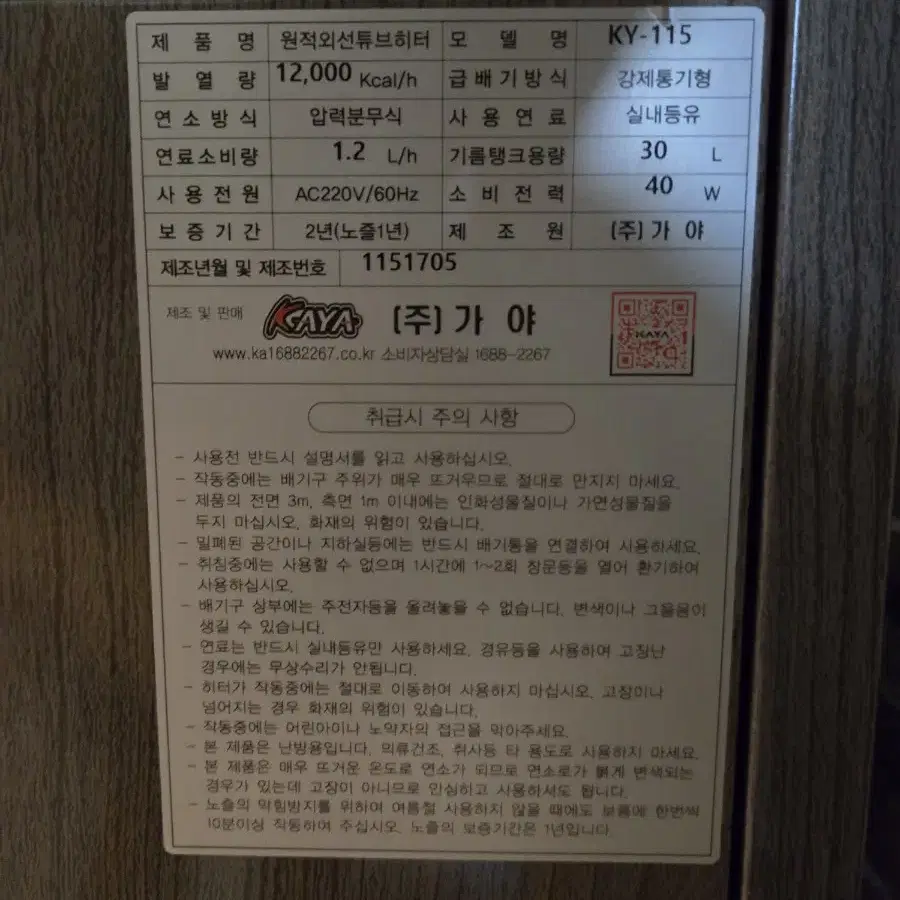 제 품 명 원적외선튜브히터 모 델 명 KY-115
발 열 량 12,000 Kcal/h 급배기방식 강제통기형
연소방식 압력분무식 사용연료 실내등유
연료소비량 1.2 L/h 기름탱크용량 30 L
사용전원 AC220V/60Hz 소비전력 40 W
보증기간 2년(노즐1년) 제 조 원 (주)가 야
제조년월 및 제조번호 1151705
제조 및 판매 KAYA (주)가 야
www.ka16882267.co.kr 소비자상담실 1688-2267
KAYA
취급시 주의 사항
- 사용전 반드시 설명서를 읽고 사용하십시오.
- 작동중에는 배기구 주위가 매우 뜨거우므로 절대로 만지지 마세요.
- 제품의 전면 3m, 측면 1m 이내에는 인화성물질이나 가연성물질을
두지 마십시오. 화재의 위험이 있습니다.
- 밀폐된 공간이나 지하실등에는 반드시 배기통을 연결하여 사용하세요.
- 취침중에는 사용할 수 없으며 1시간에 1~2회 창문등을 열어 환기하여
사용하십시오.
- 배기구 상부에는 주전자등을 올려놓을 수 없습니다. 변색이나 그을음이
생길 수 있습니다.
- 연료는 반드시 실내등유만 사용하세요. 경유등을 사용하여 고장난
경우에는 무상수리가 안됩니다.
- 히터가 작동중에는 절대로 이동하여 사용하지 마십시오. 고장이나
넘어지는 경우 화재의 위험이 있습니다.
- 작동중에는 어린아이나 노약자의 접근을 막아주세요.
- 본 제품은 난방용입니다. 의류건조, 취사등 타 용도로 사용하지 마세요.
- 본 제품은 매우 뜨거운 온도로 연소가 되므로 연소로가 붉게 변색되는
경우가 있는데 고장이 아니므로 안심하고 사용하셔도 됩니다.
- 노즐의 막힘방지를 위하여 여름철 사용하지 않을 때에도 보름에 한번씩
10분이상 작동하여 주십시오. 노즐의 보증기간은 1년입니다.